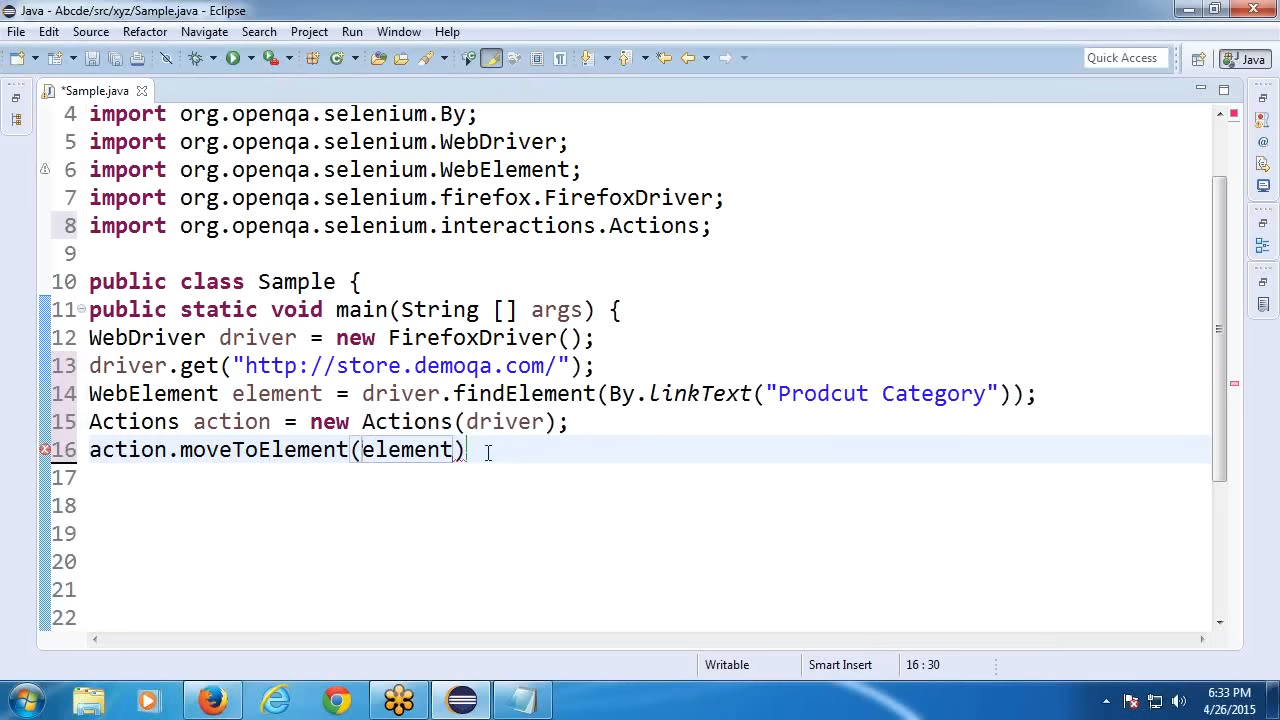 Java - Abcde/src/xyz/Sample.java - Eclipse
File Edit Source Refactor Navigate Search Project Run Window Help
Quick Access Java
*Sample.java
4 import org.openqa.selenium.By;
5 import org.openqa.selenium.WebDriver;
6 import org.openqa.selenium.WebElement;
7 import org.openqa.selenium.firefox.FirefoxDriver;
8 import org.openqa.selenium.interactions.Actions;
9
10 public class Sample {
11 public static void main(String [] args) {
12 WebDriver driver = new FirefoxDriver();
13 driver.get("http://store.demoqa.com/");
14 WebElement element = driver.findElement(By.linkText("Prodcut Category"));
15 Actions action = new Actions(driver);
16 action.moveToElement(element)
17
18
19
20
21
22
Writable Smart Insert 16 : 30
6:33 PM
4/26/2015